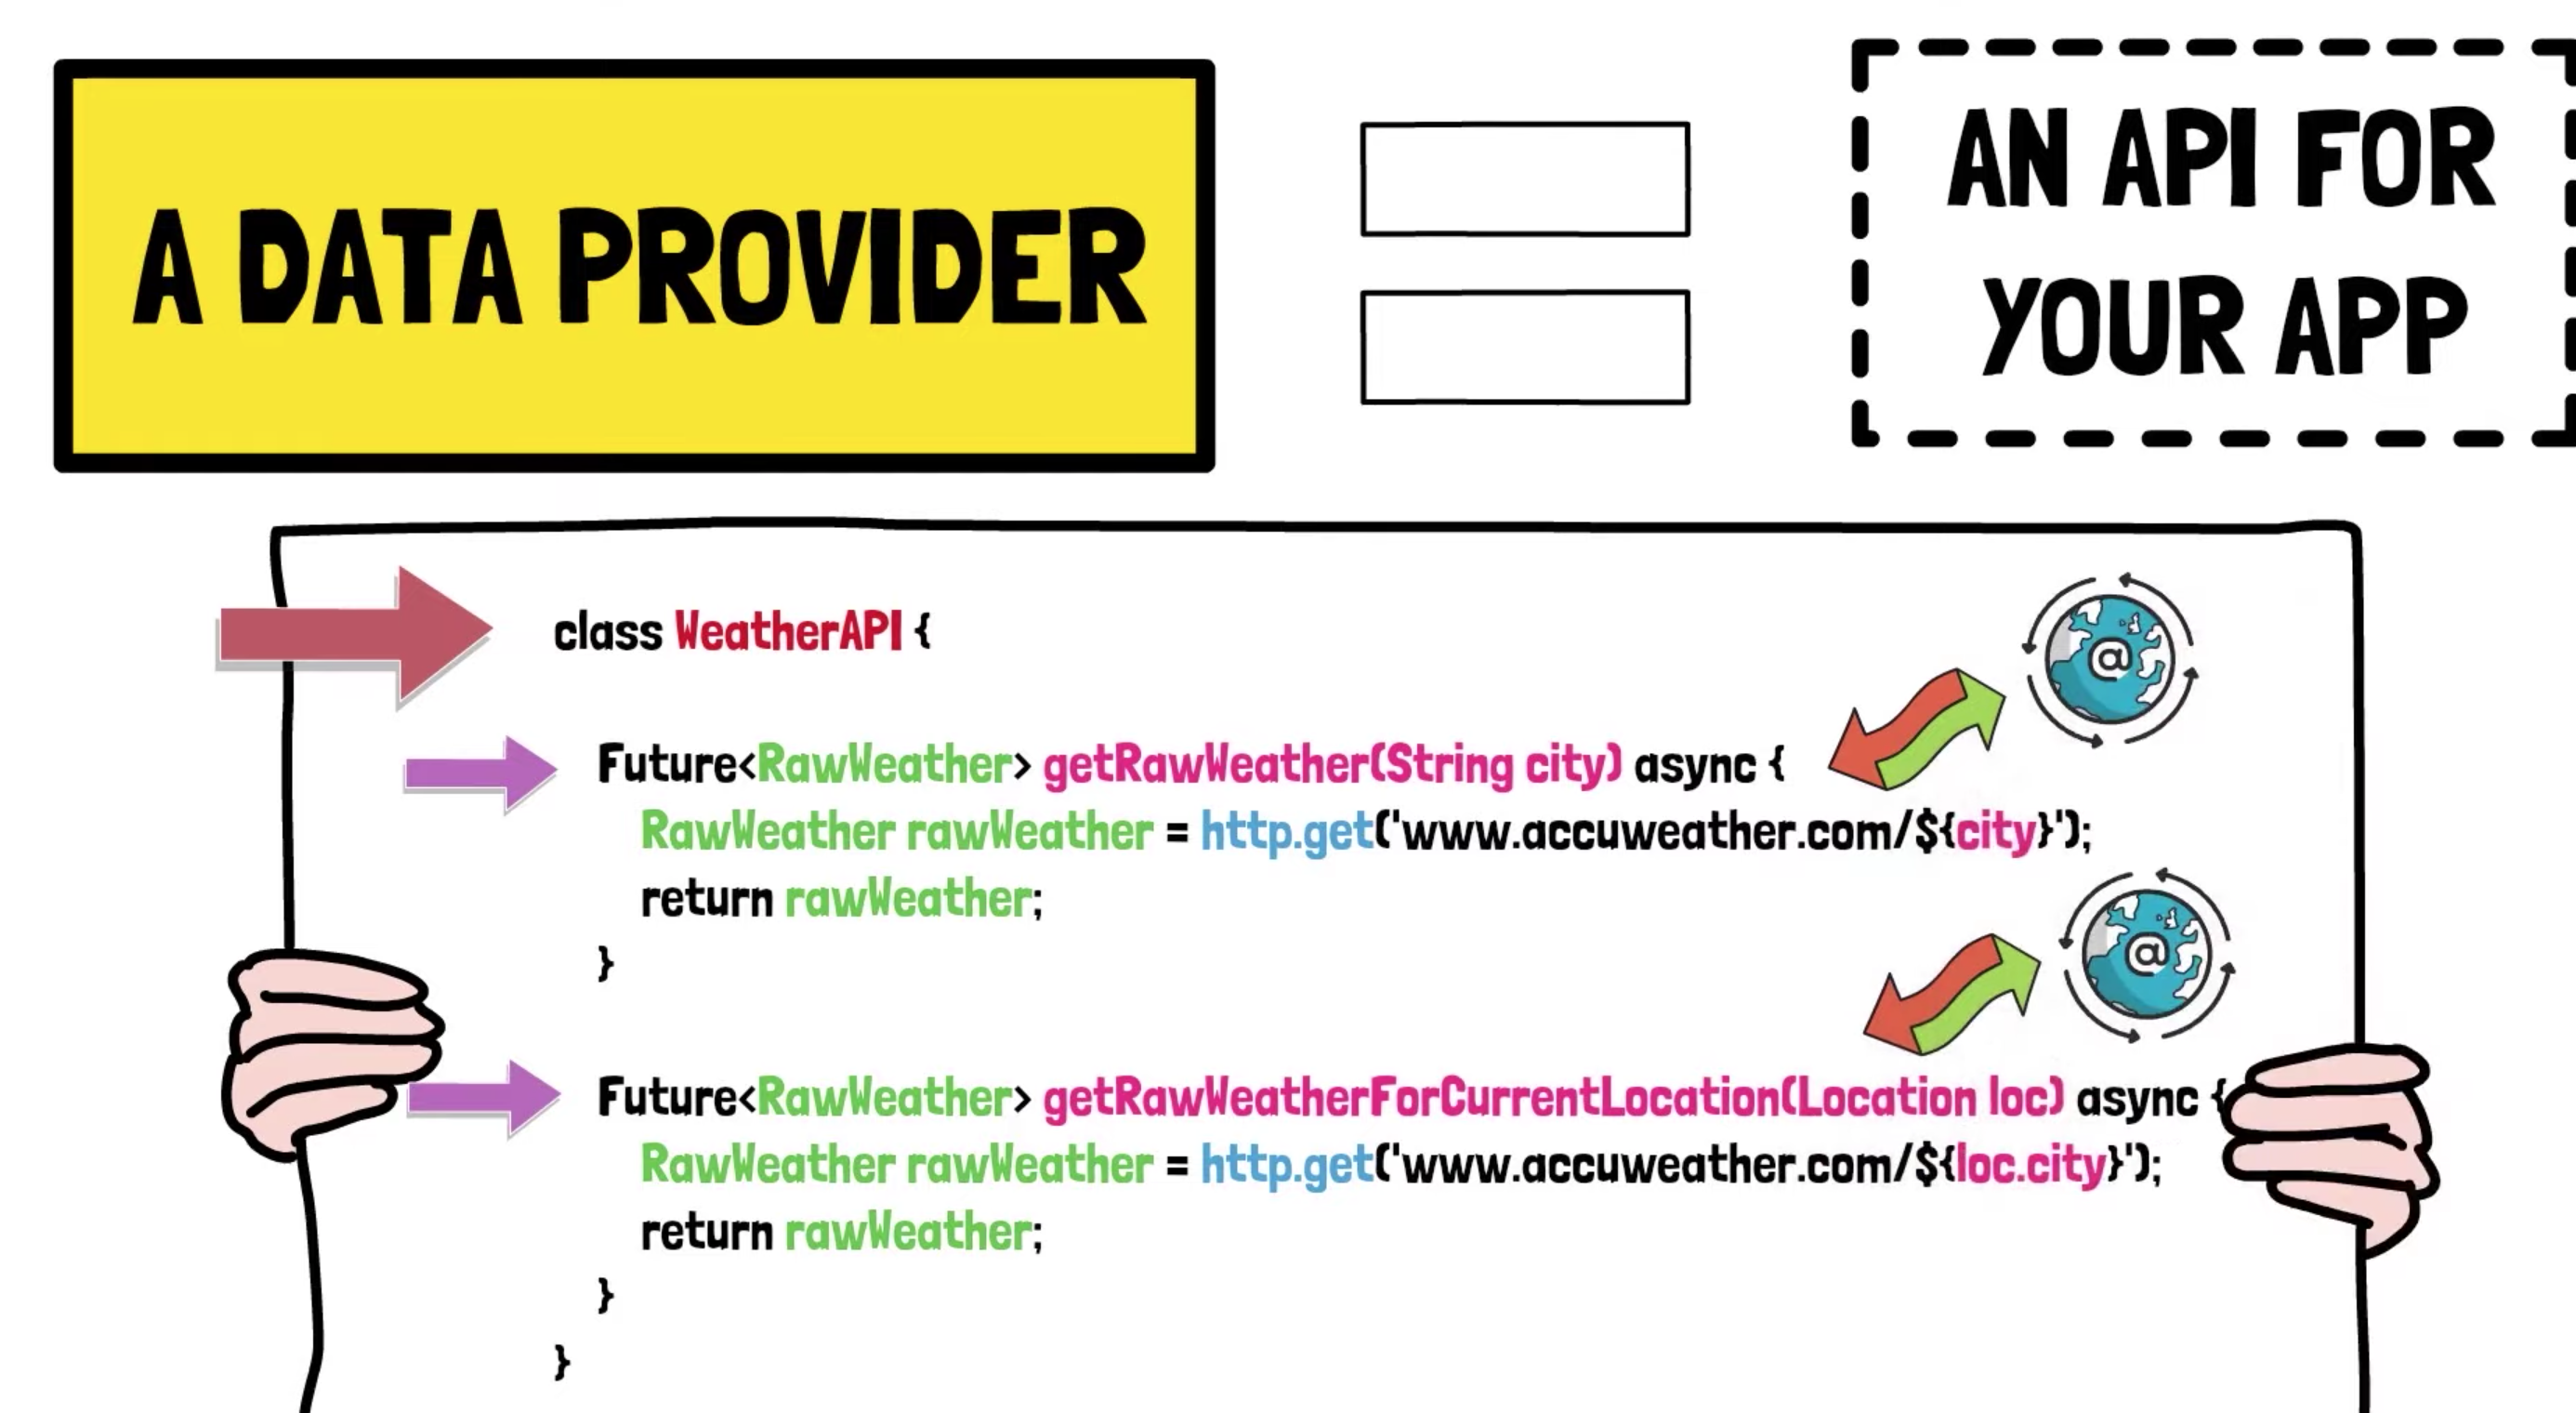 A DATA PROVIDER
AN API FOR
YOUR APP
class WeatherAPI {
@
Future<RawWeather> getRawWeather(String city) async {
RawWeather rawWeather = http.get('www.accuweather.com/${city}');
return rawWeather;
@
}
Future<RawWeather> getRawWeatherForCurrentLocation(Location loc) async {
RawWeather rawWeather = http.get('www.accuweather.com/${loc.city}');
return rawWeather;
}
}